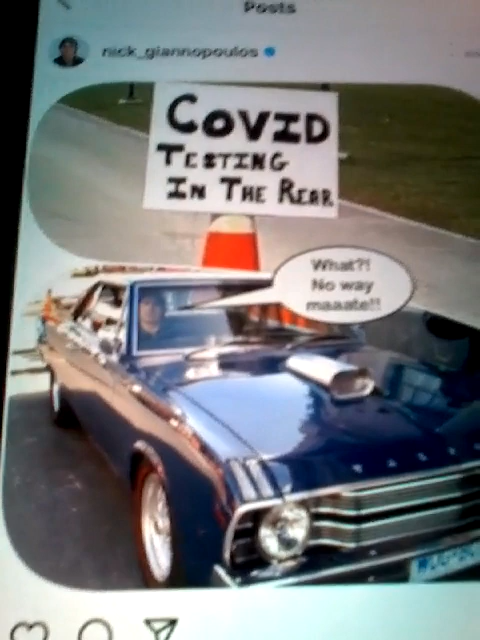 Posts
nick_giannopoulos
COVID
TESTING
IN THE REAR
What?!
No way
maaate!!